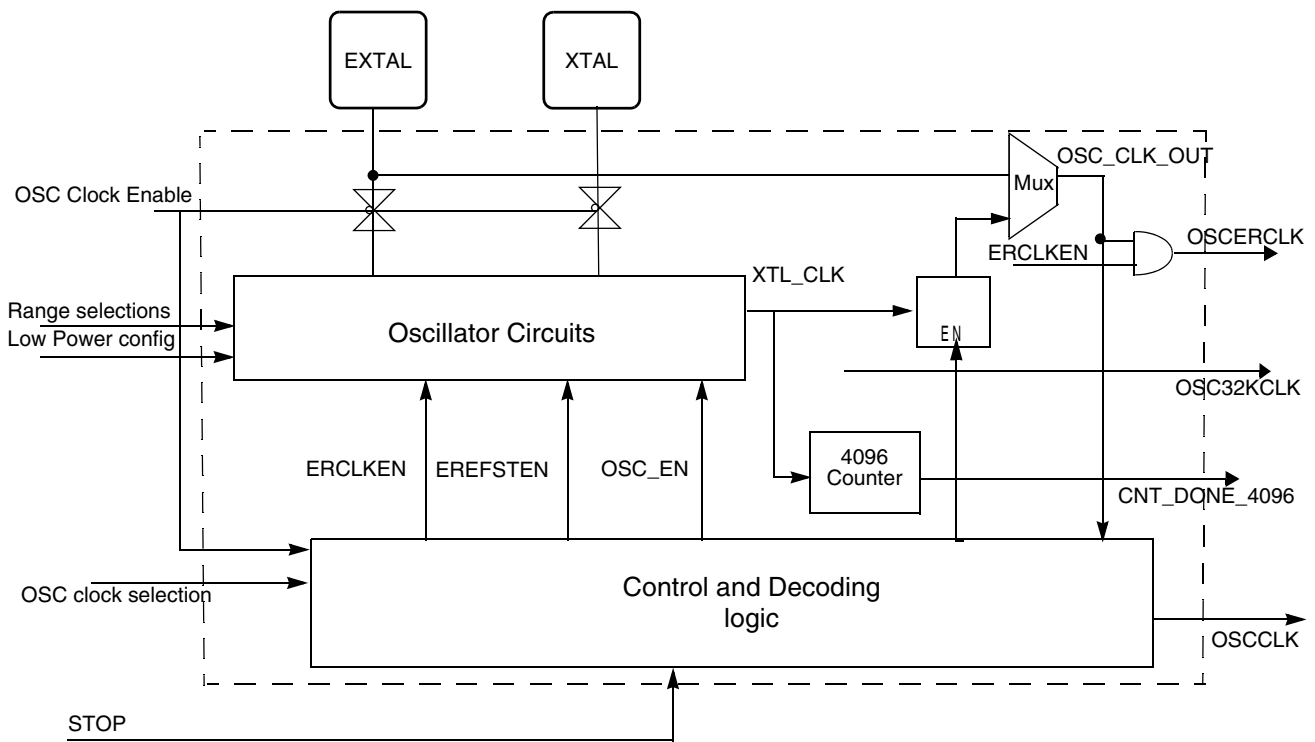 EXTAL
XTAL
OSC_CLK_OUT
Mux
OSC Clock Enable
OSCERCLK
ERCLKEN
XTL_CLK
Range selections
Low Power config
Oscillator Circuits
EN
OSC32KCLK
ERCLKEN
EREFSTEN
OSC_EN
4096
Counter
CNT_DONE_4096
OSC clock selection
Control and Decoding
logic
OSCCLK
STOP